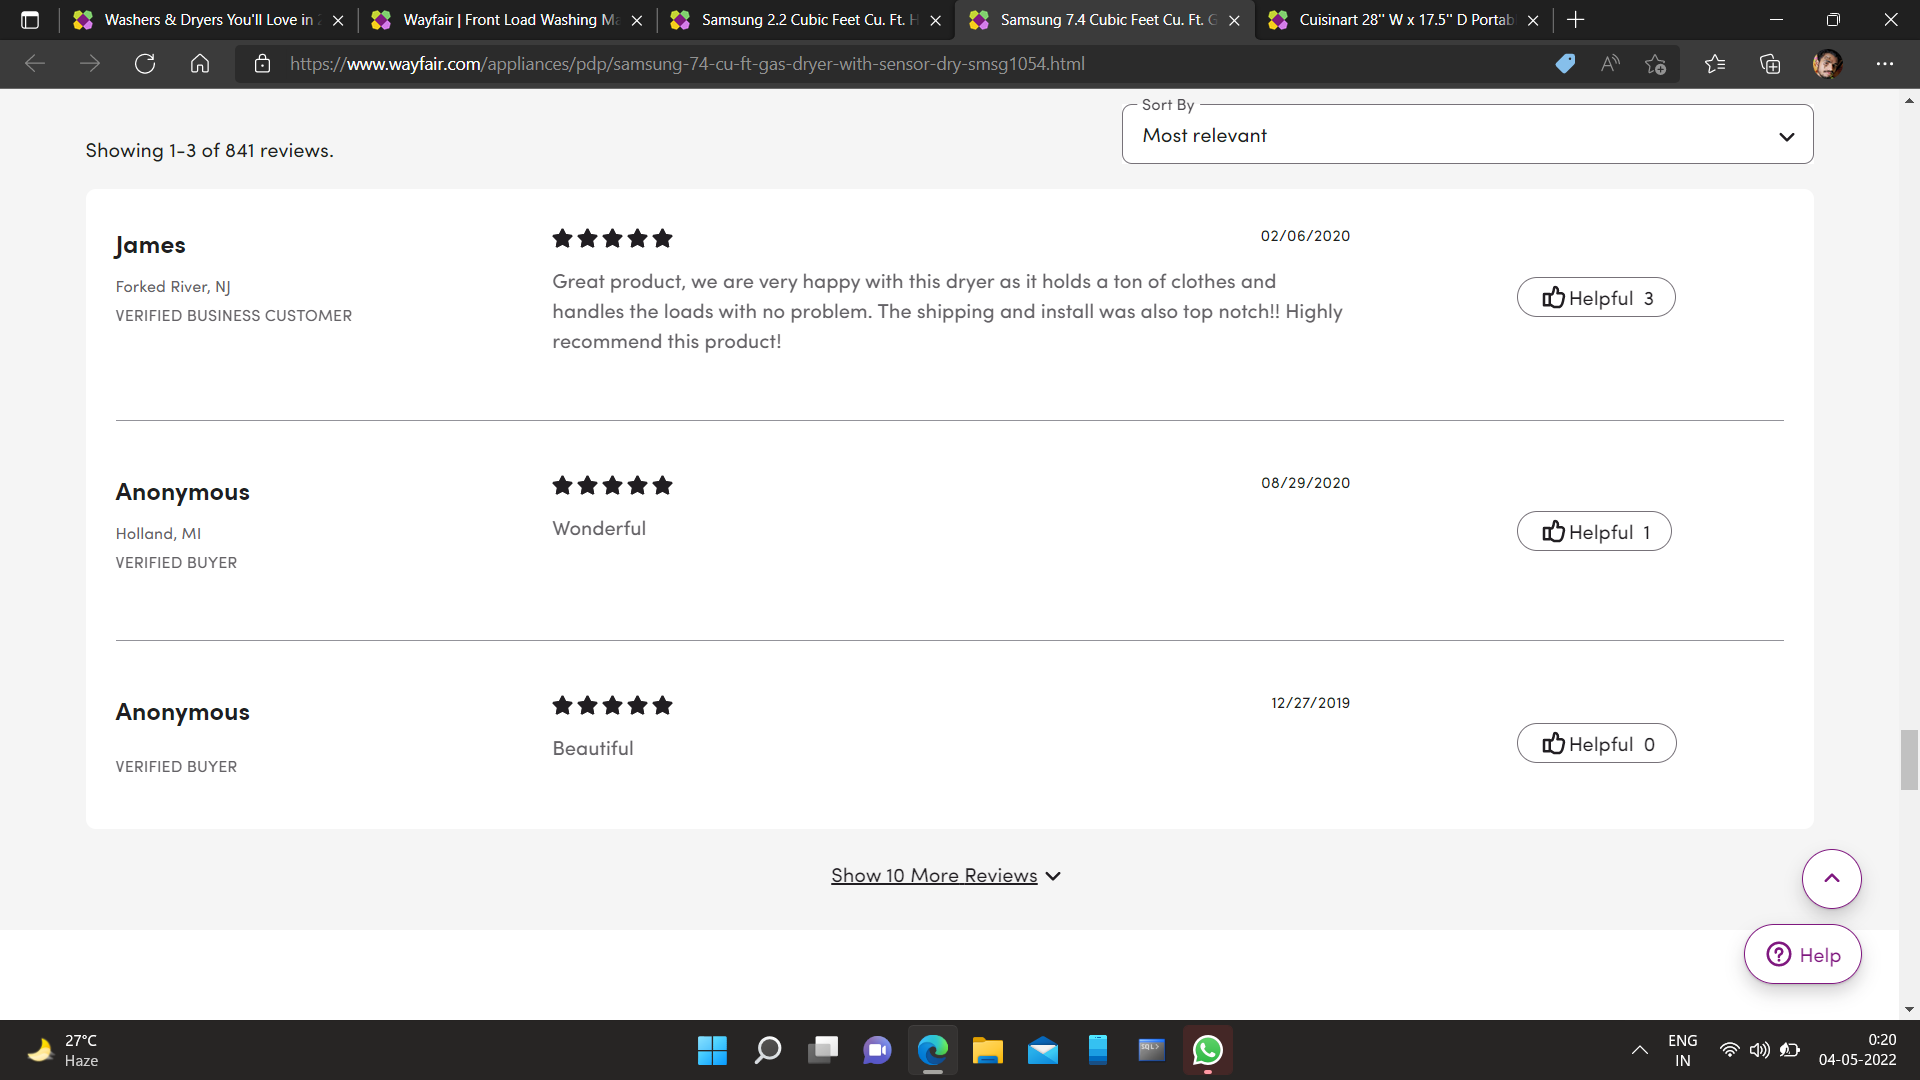 Washers & Dryers You'll Love in 2
Wayfair | Front Load Washing Ma
Samsung 2.2 Cubic Feet Cu. Ft. H
Samsung 7.4 Cubic Feet Cu. Ft. G
Cuisinart 28'' W x 17.5'' D Portabl
https://www.wayfair.com/appliances/pdp/samsung-74-cu-ft-gas-dryer-with-sensor-dry-smsg1054.html
Sort By
Showing 1-3 of 841 reviews.
Most relevant
James
02/06/2020
Forked River, NJ
VERIFIED BUSINESS CUSTOMER
Great product, we are very happy with this dryer as it holds a ton of clothes and
handles the loads with no problem. The shipping and install was also top notch!! Highly
recommend this product!
Helpful 3
Anonymous
08/29/2020
Holland, MI
VERIFIED BUYER
Wonderful
Helpful 1
Anonymous
12/27/2019
VERIFIED BUYER
Beautiful
Helpful 0
Show 10 More Reviews
Help
27°C
Haze
SQL>
ENG
IN
0:20
04-05-2022